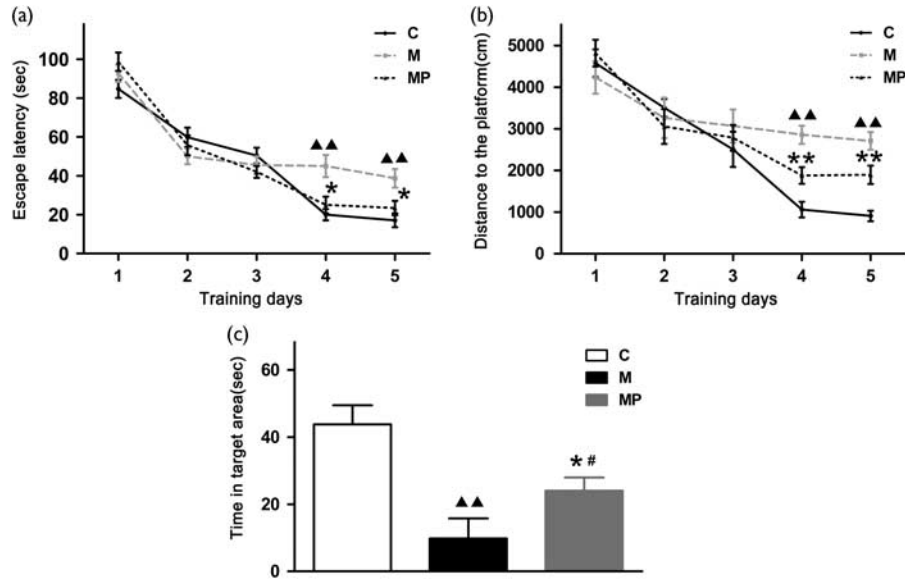 (a)
C
M
MP
Escape latency (sec)
100
80
60
40
20
0
▲▲
▲▲
*
*
1 2 3 4 5
Training days
(b)
C
M
MP
Distance to the platform(cm)
5000
4000
3000
2000
1000
0
▲▲
▲▲
**
**
1 2 3 4 5
Training days
(c)
C
M
MP
Time in target area(sec)
60
40
20
0
▲▲
* #